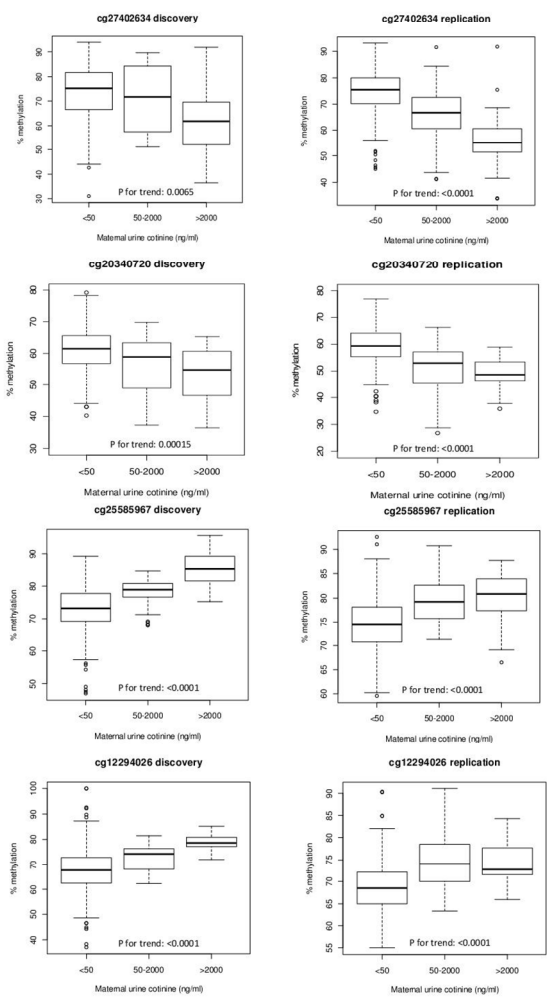 cg27402634 discovery
% methylation
90
80
70
60
50
40
30
P for trend: 0.0065
<50
50-2000
>2000
Maternal urine cotinine (ng/ml)
cg27402634 replication
% methylation
90
80
70
60
50
40
P for trend: <0.0001
<50
50-2000
>2000
Maternal urine cotinine (ng/ml)
cg20340720 discovery
% methylation
80
70
60
50
40
30
P for trend: 0.00015
<50
50-2000
>2000
Maternal urine cotinine (ng/ml)
cg20340720 replication
% methylation
80
70
60
50
40
30
20
P for trend: <0.0001
<50
50-2000
>2000
Maternal urine cotinine (ng/ml)
cg25585967 discovery
% methylation
90
80
70
60
50
P for trend: <0.0001
<50
50-2000
>2000
Maternal urine cotinine (ng/ml)
cg25585967 replication
% methylation
90
85
80
75
70
65
60
P for trend: <0.0001
<50
50-2000
>2000
Maternal urine cotinine (ng/ml)
cg12294026 discovery
% methylation
100
90
80
70
60
50
40
P for trend: <0.0001
<50
50-2000
>2000
Maternal urine cotinine (ng/ml)
cg12294026 replication
% methylation
90
85
80
75
70
65
60
55
P for trend: <0.0001
<50
50-2000
>2000
Maternal urine cotinine (ng/ml)